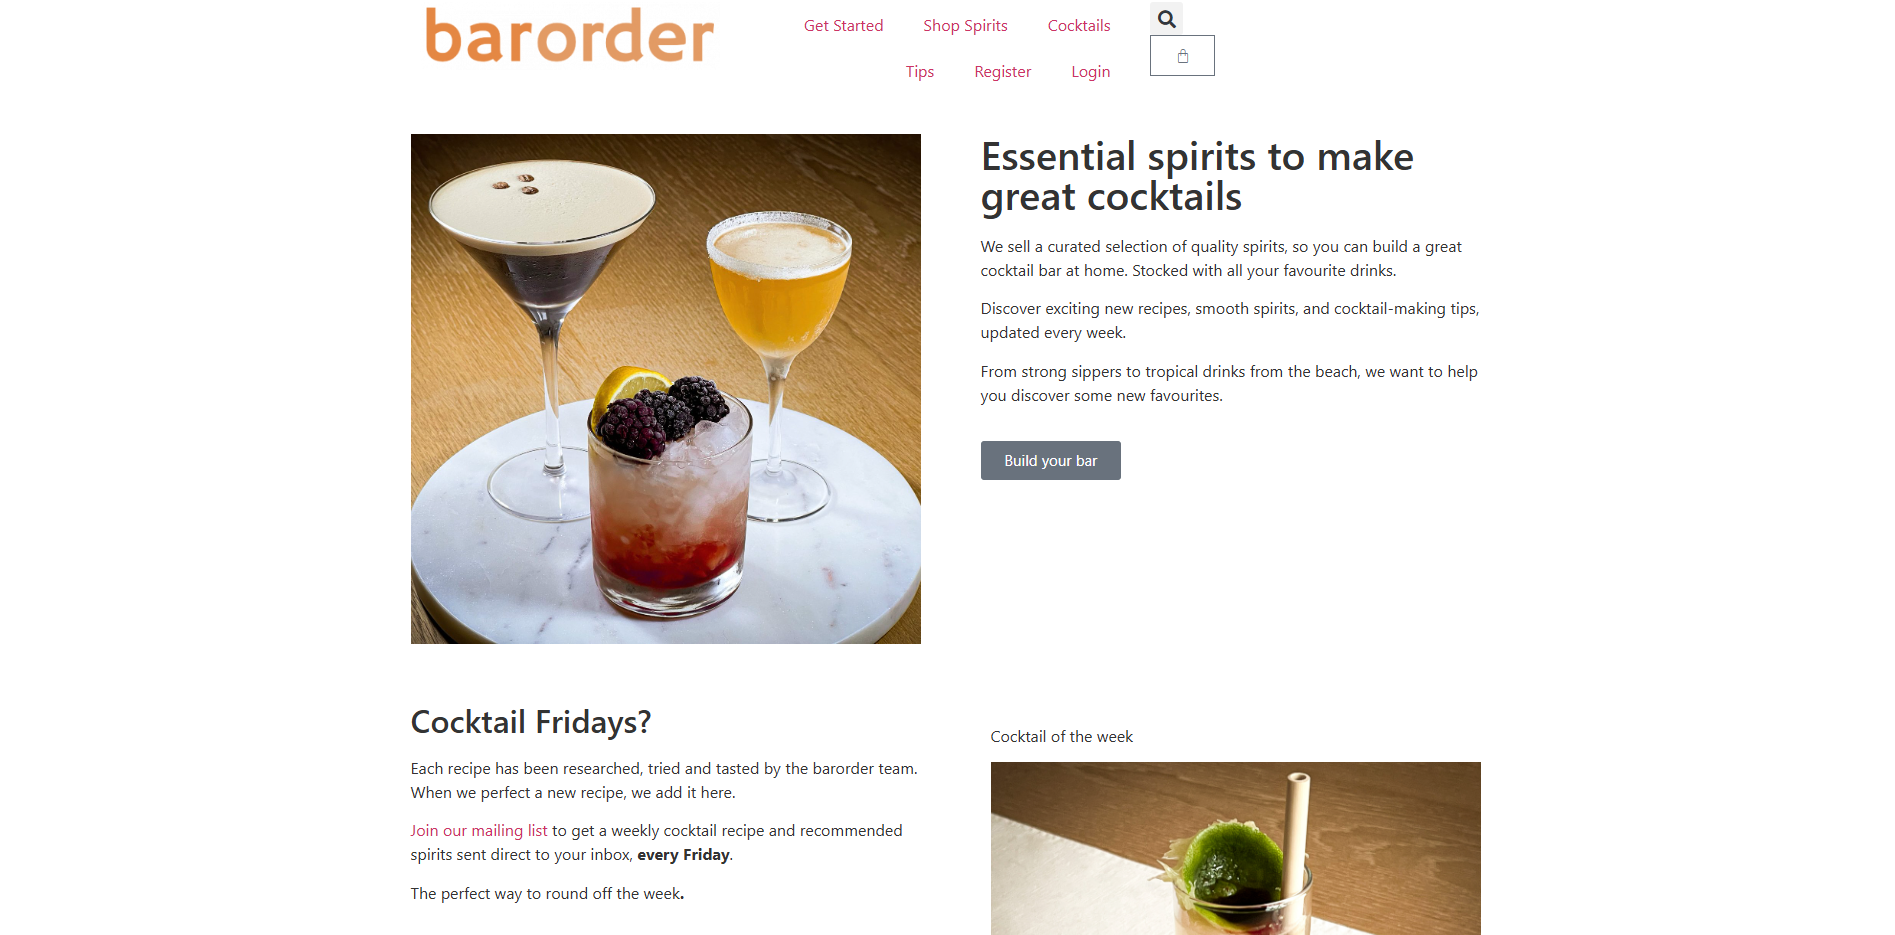 barorder
Get Started
Shop Spirits
Cocktails
Tips
Register
Login
Essential spirits to make
great cocktails
We sell a curated selection of quality spirits, so you can build a great
cocktail bar at home. Stocked with all your favourite drinks.
Discover exciting new recipes, smooth spirits, and cocktail-making tips,
updated every week.
From strong sippers to tropical drinks from the beach, we want to help
you discover some new favourites.
Build your bar
Cocktail Fridays?
Each recipe has been researched, tried and tasted by the barorder team.
When we perfect a new recipe, we add it here.
Join our mailing list to get a weekly cocktail recipe and recommended
spirits sent direct to your inbox, every Friday.
The perfect way to round off the week.
Cocktail of the week